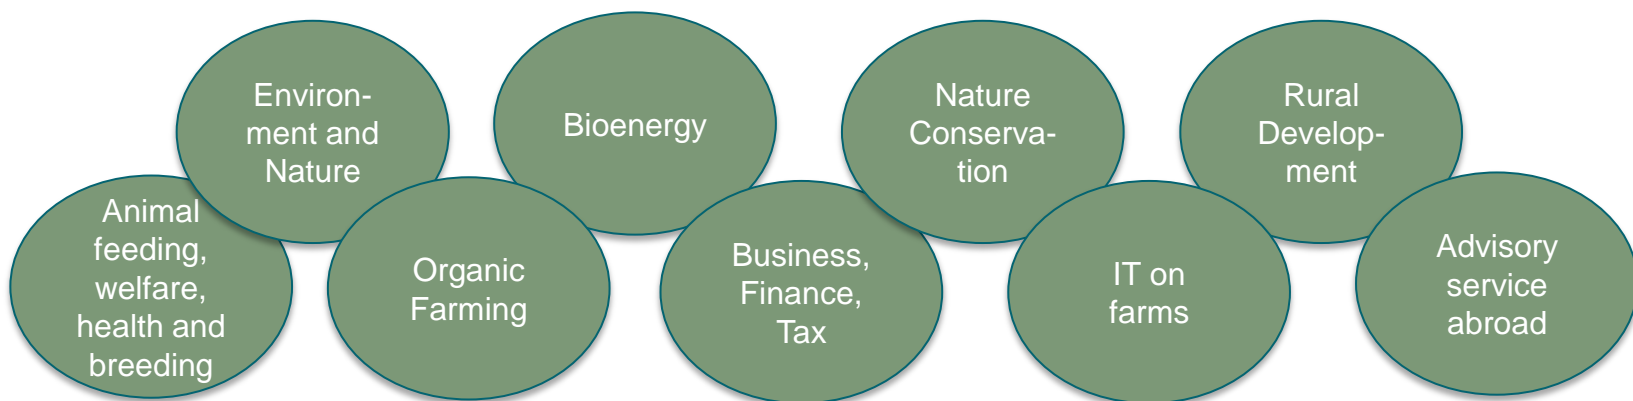 Environ-
ment and
Nature
Bioenergy
Nature
Conserva-
tion
Rural
Develop-
ment
Animal
feeding,
welfare,
health and
breeding
Organic
Farming
Business,
Finance,
Tax
IT on
farms
Advisory
service
abroad